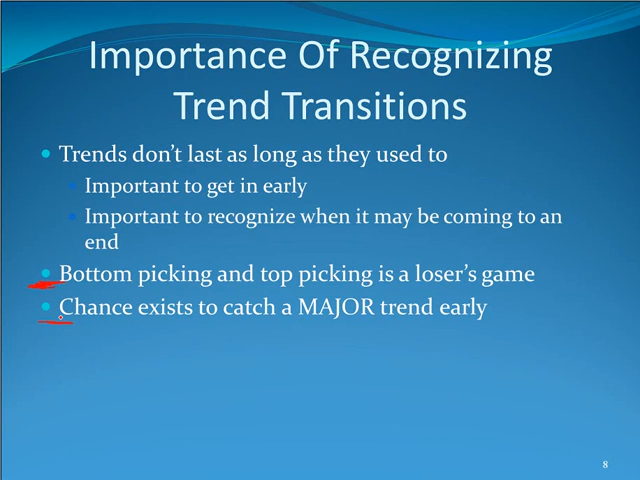 Importance Of Recognizing
Trend Transitions
Trends don’t last as long as they used to
Important to get in early
Important to recognize when it may be coming to an
end
Bottom picking and top picking is a loser’s game
Chance exists to catch a MAJOR trend early
8